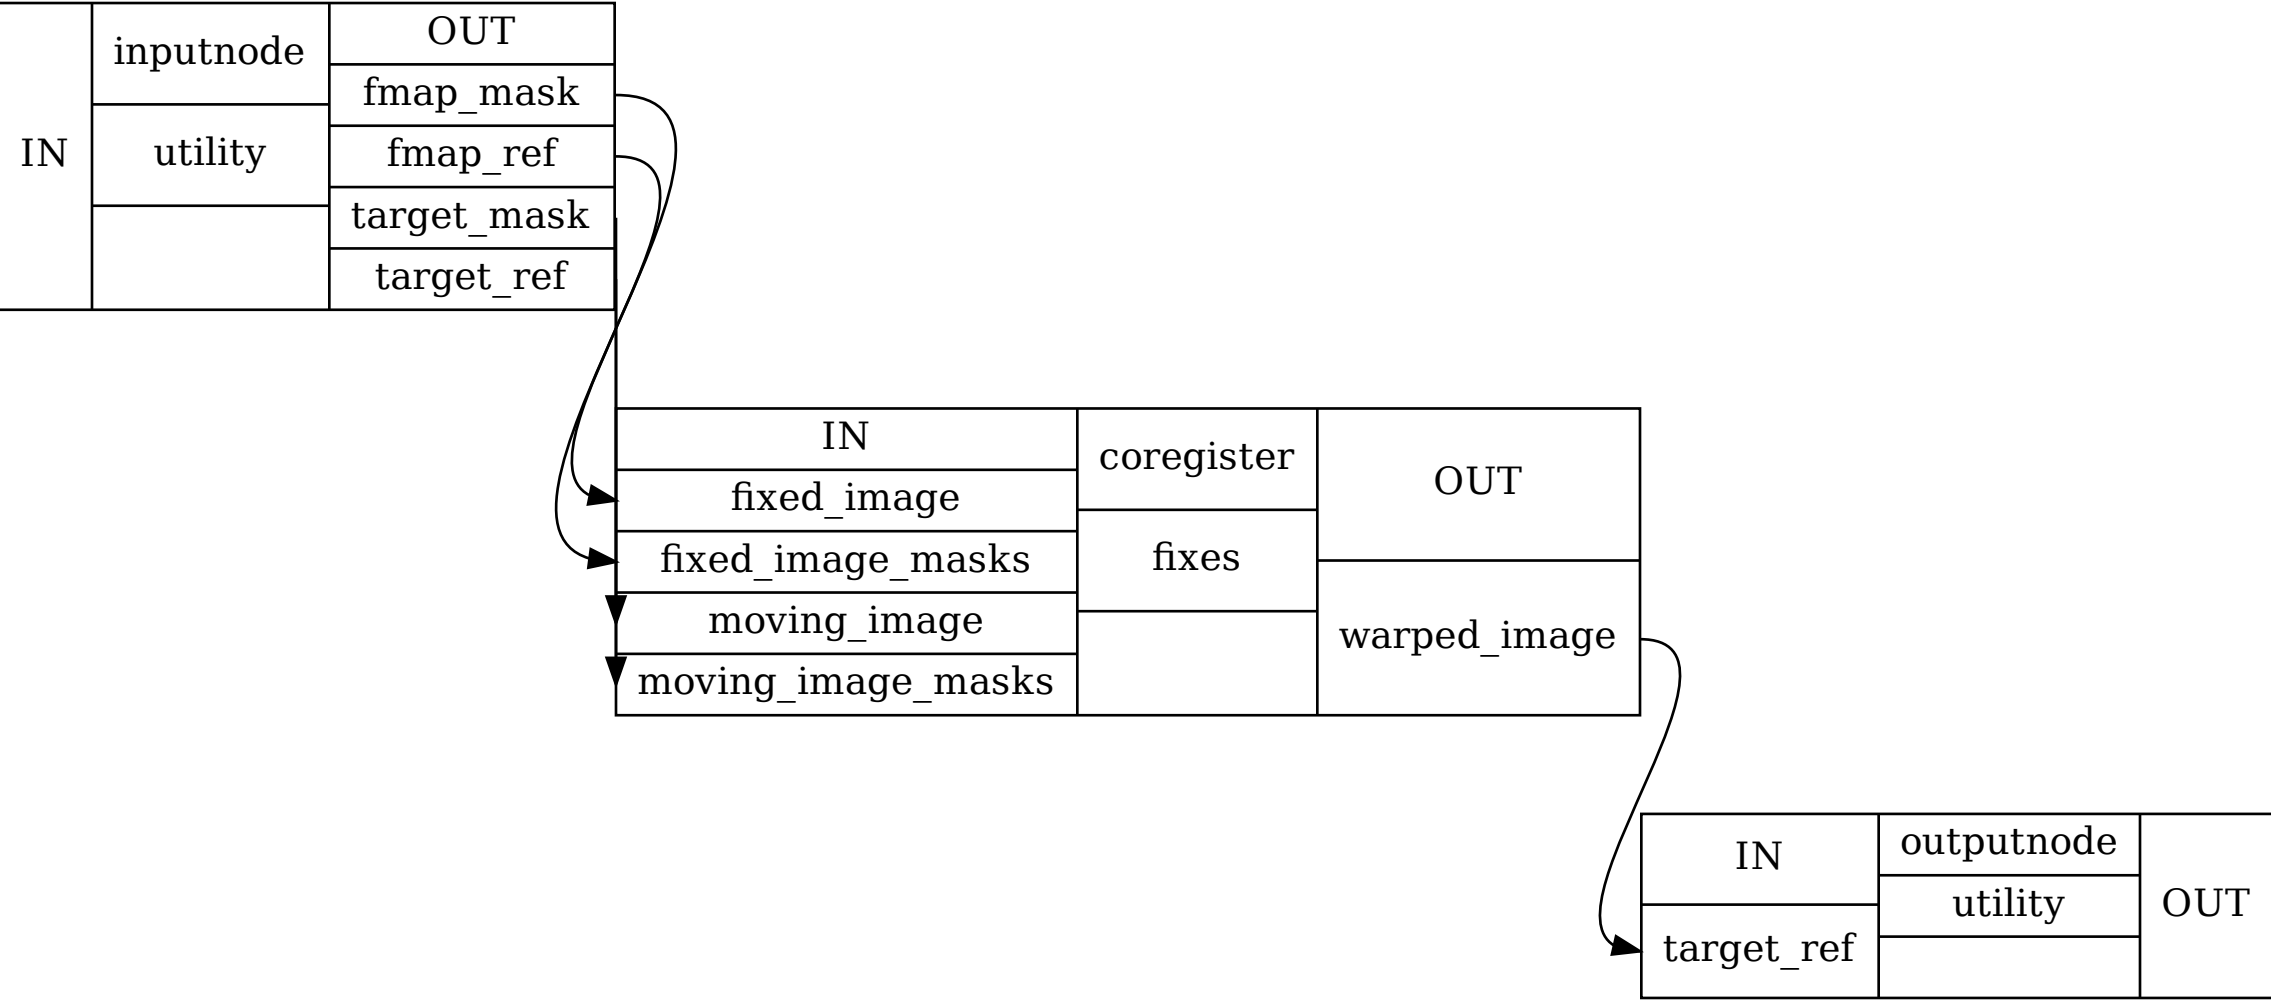 IN
inputnode
utility
OUT
fmap_mask
fmap_ref
target_mask
target_ref
IN
fixed_image
fixed_image_masks
moving_image
moving_image_masks
coregister
fixes
OUT
warped_image
IN
target_ref
outputnode
utility
OUT